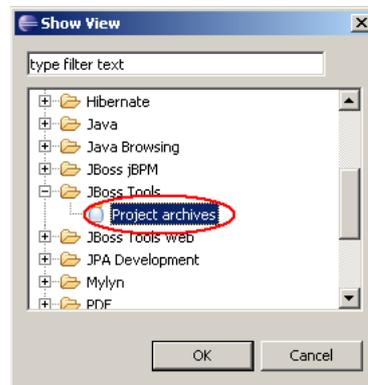 Show View
type filter text
Hibernate
Java
Java Browsing
JBoss jBPM
JBoss Tools
Project archives
JBoss Tools Web
JPA Development
Mylyn
PDE
OK
Cancel